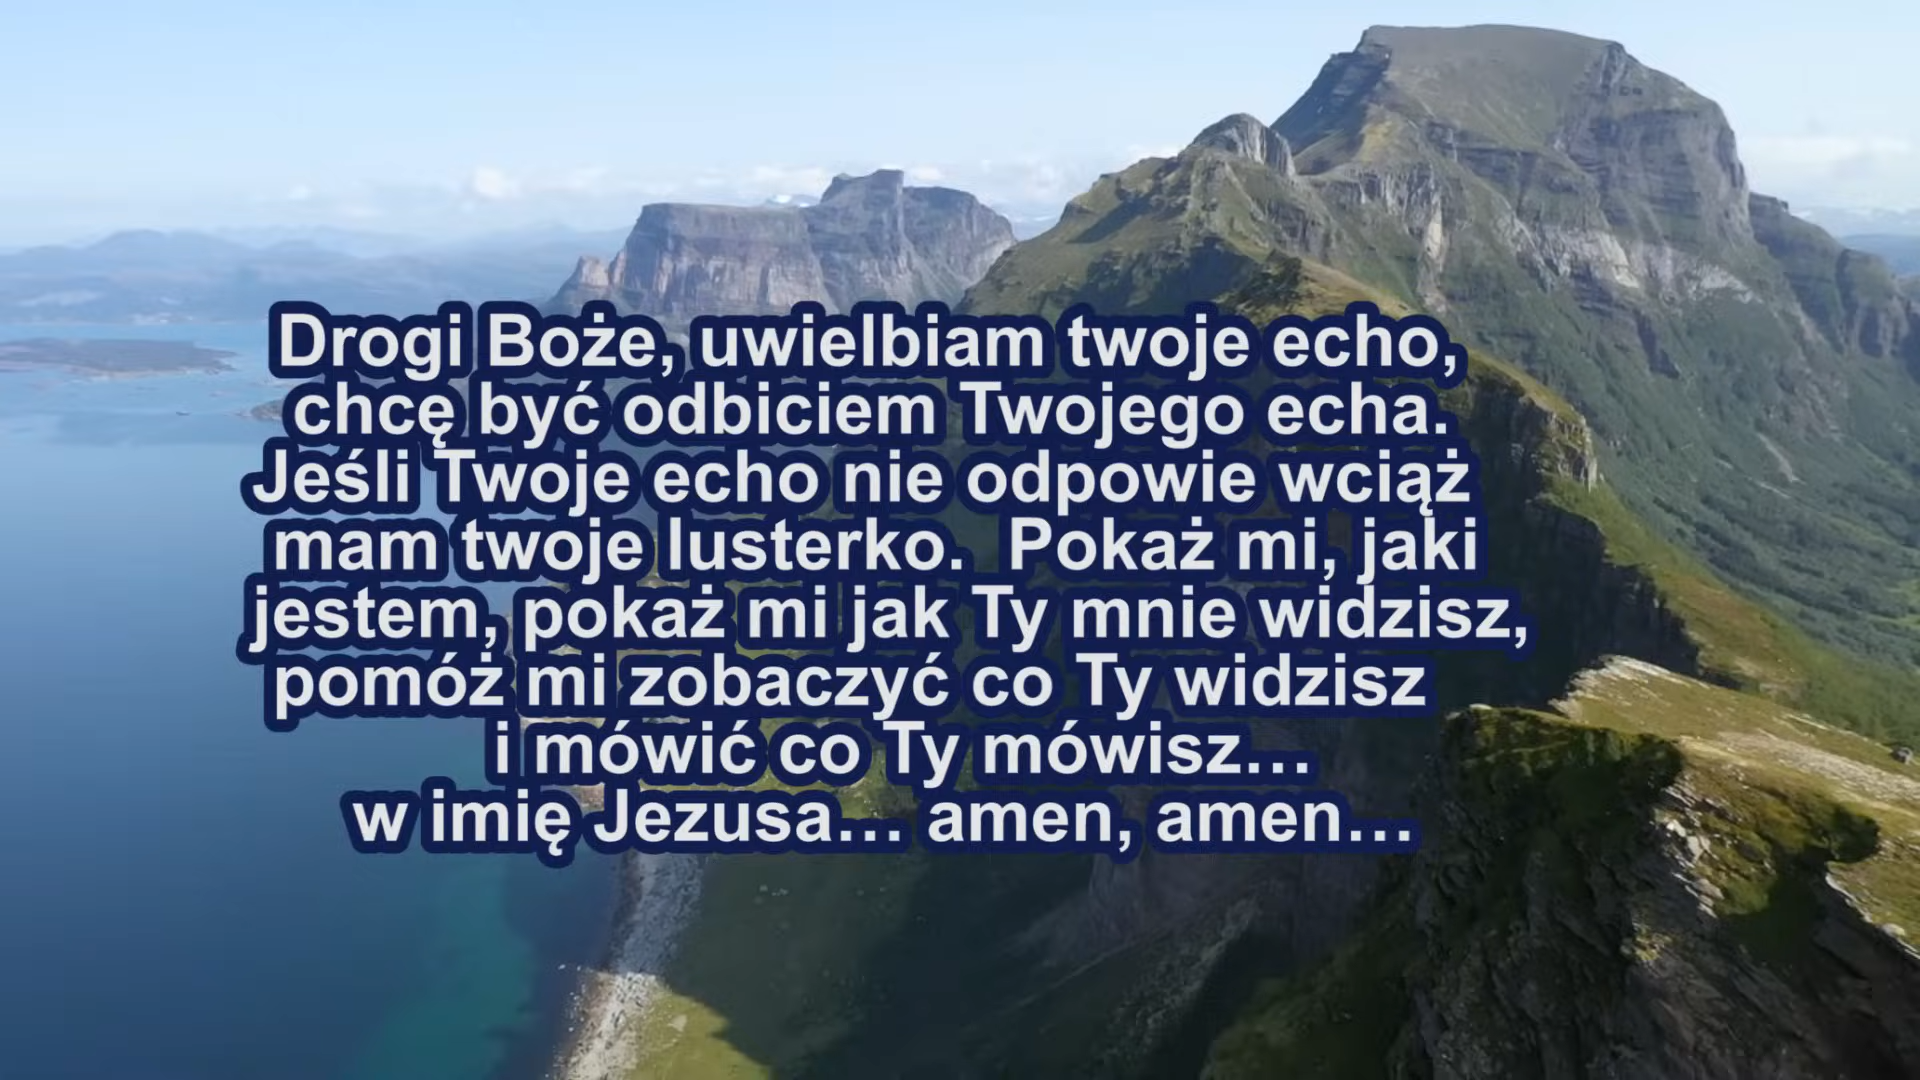 Drogi Boże, uwielbiam twoje echo,
chcę być odbiciem Twojego echa.
Jeśli Twoje echo nie odpowie wciąż
mam twoje lusterko.  Pokaż mi, jaki
jestem, pokaż mi jak Ty mnie widzisz,
pomóż mi zobaczyć co Ty widzisz
i mówić co Ty mówisz...
w imię Jezusa... amen, amen...